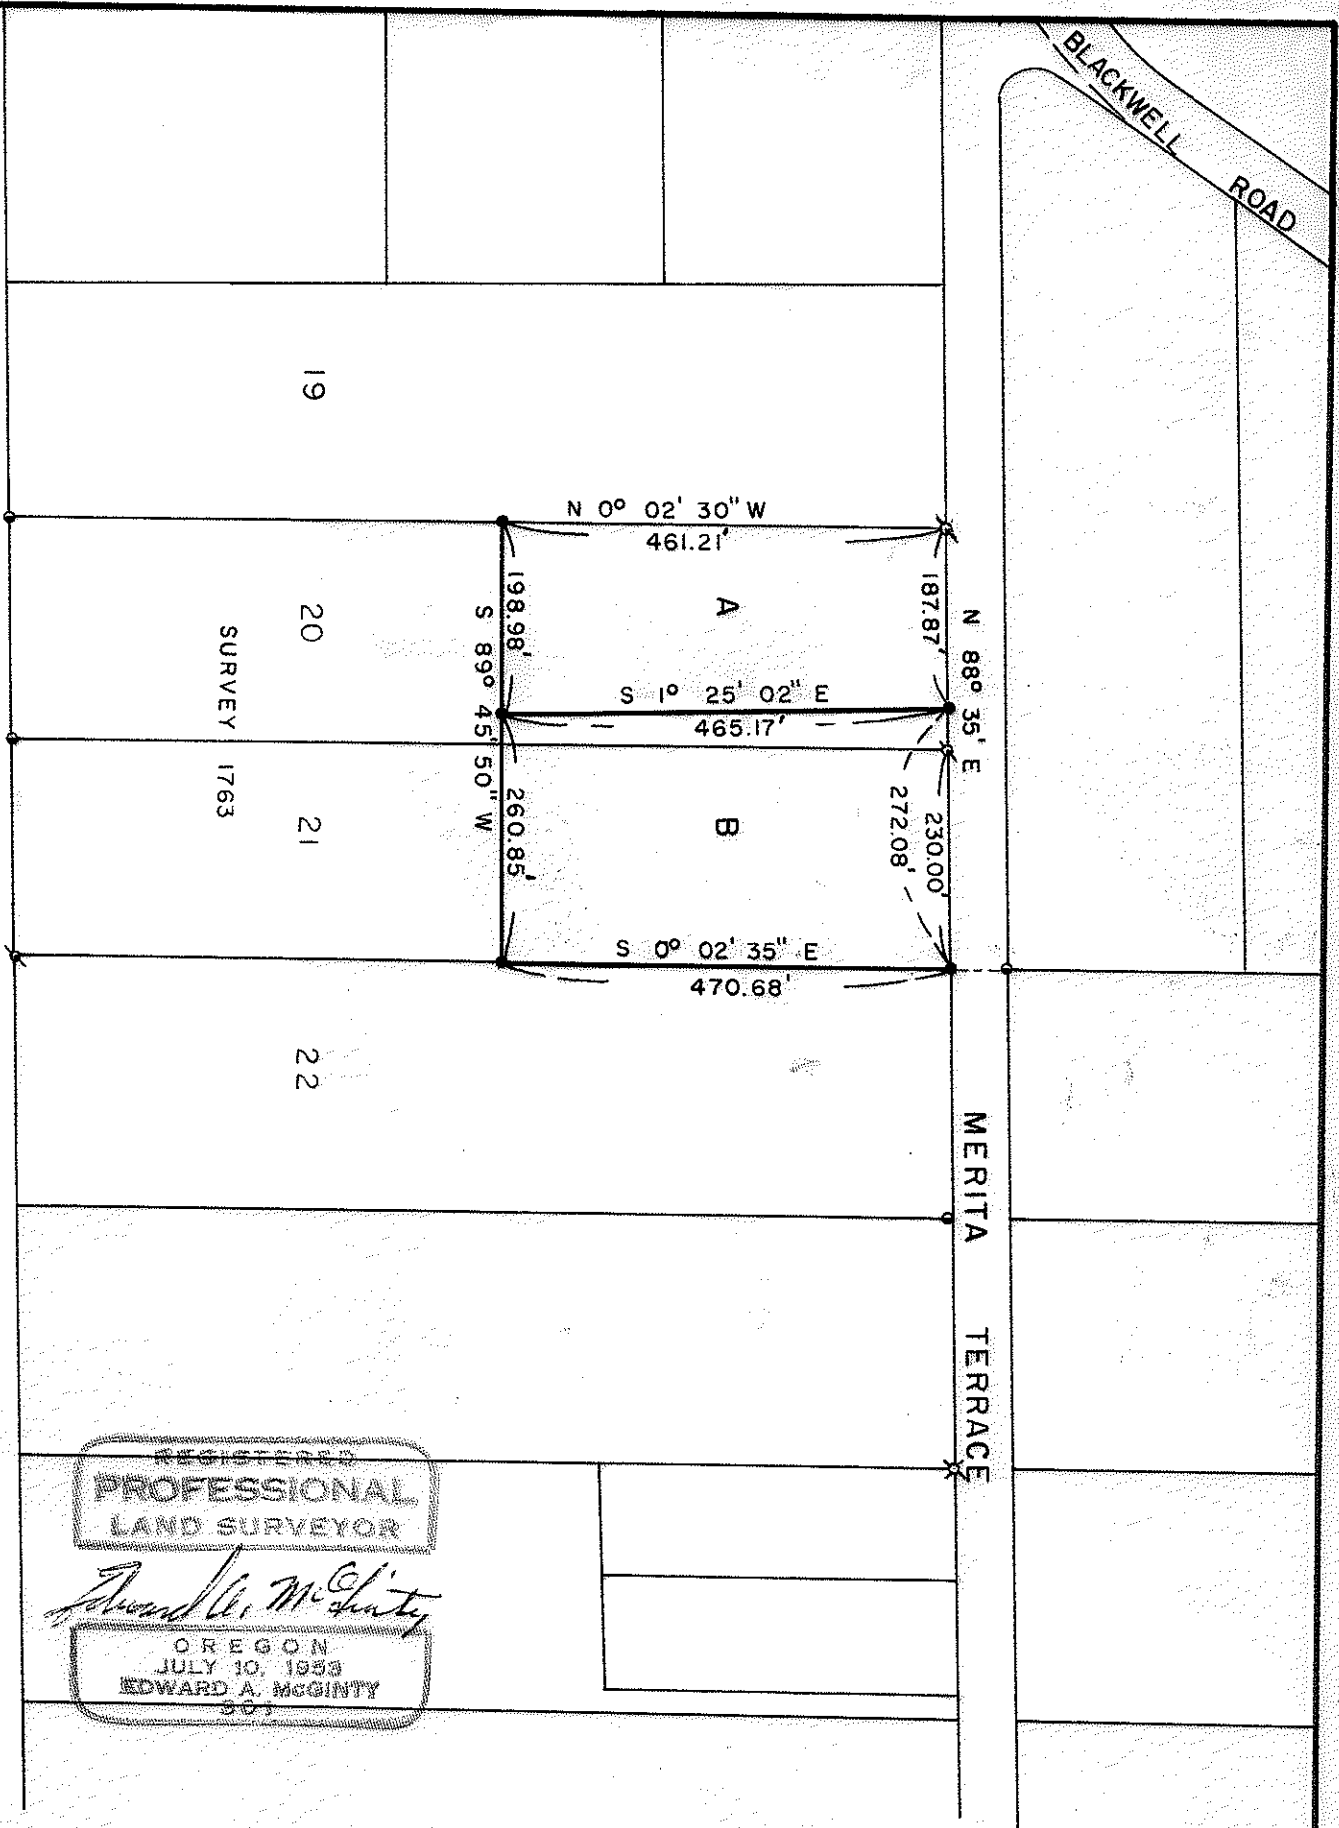 BLACKWELL ROAD
19
N 0° 02' 30" W
461.21'
187.87'
N 88° 35' E
A
198.98'
S 89° 45' 50" W
20
SURVEY 1763
S 1° 25' 02" E
465.17'
230.00'
272.08'
B
260.85'
21
S 0° 02' 35" E
470.68'
22
MERITA TERRACE
REGISTERED
PROFESSIONAL
LAND SURVEYOR
Edward A. McGinty
OREGON
JULY 10, 1953
EDWARD A. McGINTY